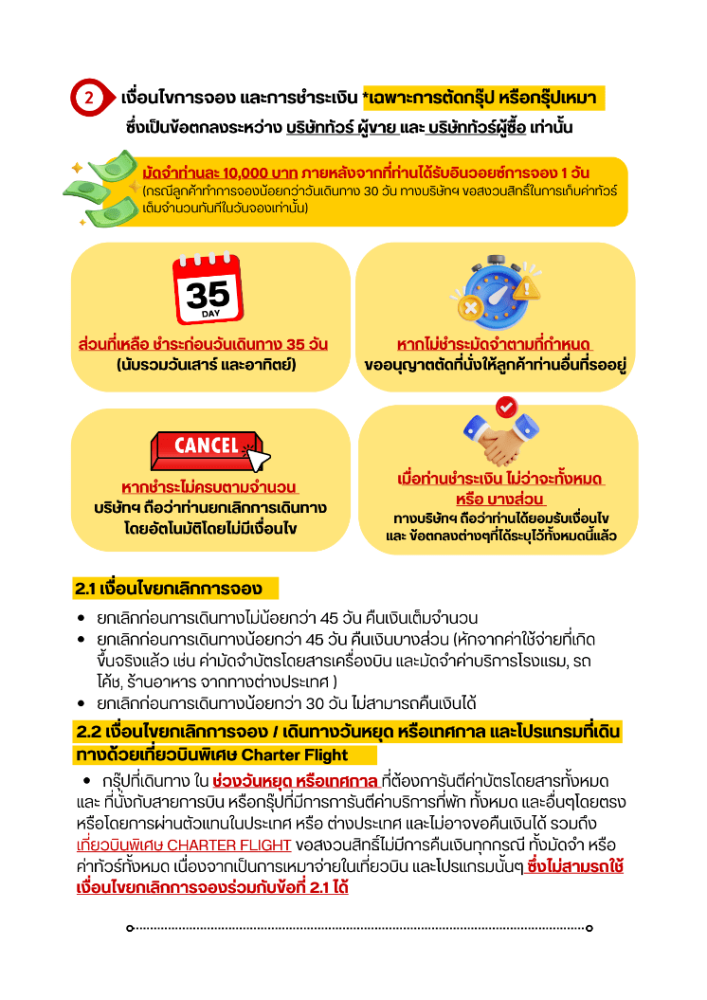 2 เงื่อนไขการจอง และการชำระเงิน *เฉพาะการตัดกรุ๊ป หรือกรุ๊ปเหมา
ซึ่งเป็นข้อตกลงระหว่าง บริษัททัวร์ ผู้ขาย และ บริษัททัวร์ผู้ซื้อ เท่านั้น
มัดจำท่านละ 10,000 บาท ภายหลังจากที่ท่านได้รับอินวอยซ์การจอง 1 วัน
(กรณีลูกค้าทำการจองน้อยกว่าวันเดินทาง 30 วัน ทางบริษัทฯ ขอสงวนสิทธิ์ในการเก็บค่าทัวร์
เต็มจำนวนทันทีในวันจองเท่านั้น)
35
DAY
ส่วนที่เหลือ ชำระก่อนวันเดินทาง 35 วัน
(นับรวมวันเสาร์ และอาทิตย์)
หากไม่ชำระมัดจำตามที่กำหนด
ขออนุญาตตัดที่นั่งให้ลูกค้าท่านอื่นที่รออยู่
CANCEL
หากชำระไม่ครบตามจำนวน
บริษัทฯ ถือว่าท่านยกเลิกการเดินทาง
โดยอัตโนมัติโดยไม่มีเงื่อนไข
เมื่อท่านชำระเงิน ไม่ว่าจะทั้งหมด
หรือ บางส่วน
ทางบริษัทฯ ถือว่าท่านได้ยอมรับเงื่อนไข
และ ข้อตกลงต่างๆที่ได้ระบุไว้ทั้งหมดนี้แล้ว
2.1 เงื่อนไขยกเลิกการจอง
• ยกเลิกก่อนการเดินทางไม่น้อยกว่า 45 วัน คืนเงินเต็มจำนวน
• ยกเลิกก่อนการเดินทางน้อยกว่า 45 วัน คืนเงินบางส่วน (หักจากค่าใช้จ่ายที่เกิด
ขึ้นจริงแล้ว เช่น ค่ามัดจำบัตรโดยสารเครื่องบิน และมัดจำค่าบริการโรงแรม, รถ
โค้ช, ร้านอาหาร จากทางต่างประเทศ )
• ยกเลิกก่อนการเดินทางน้อยกว่า 30 วัน ไม่สามารถคืนเงินได้
2.2 เงื่อนไขยกเลิกการจอง / เดินทางวันหยุด หรือเทศกาล และโปรแกรมที่เดิน
ทางด้วยเที่ยวบินพิเศษ Charter Flight
• กรุ๊ปที่เดินทาง ใน ช่วงวันหยุด หรือเทศกาล ที่ต้องการันตีค่าบัตรโดยสารทั้งหมด
และ ที่นั่งกับสายการบิน หรือกรุ๊ปที่มีการการันตีค่าบริการที่พัก ทั้งหมด และอื่นๆโดยตรง
หรือโดยการผ่านตัวแทนในประเทศ หรือ ต่างประเทศ และไม่อาจขอคืนเงินได้ รวมถึง
เที่ยวบินพิเศษ CHARTER FLIGHT ขอสงวนสิทธิ์ไม่มีการคืนเงินทุกกรณี ทั้งมัดจำ หรือ
ค่าทัวร์ทั้งหมด เนื่องจากเป็นการเหมาจ่ายในเที่ยวบิน และโปรแกรมนั้นๆ ซึ่งไม่สามรถใช้
เงื่อนไขยกเลิกการจองร่วมกับข้อที่ 2.1 ได้